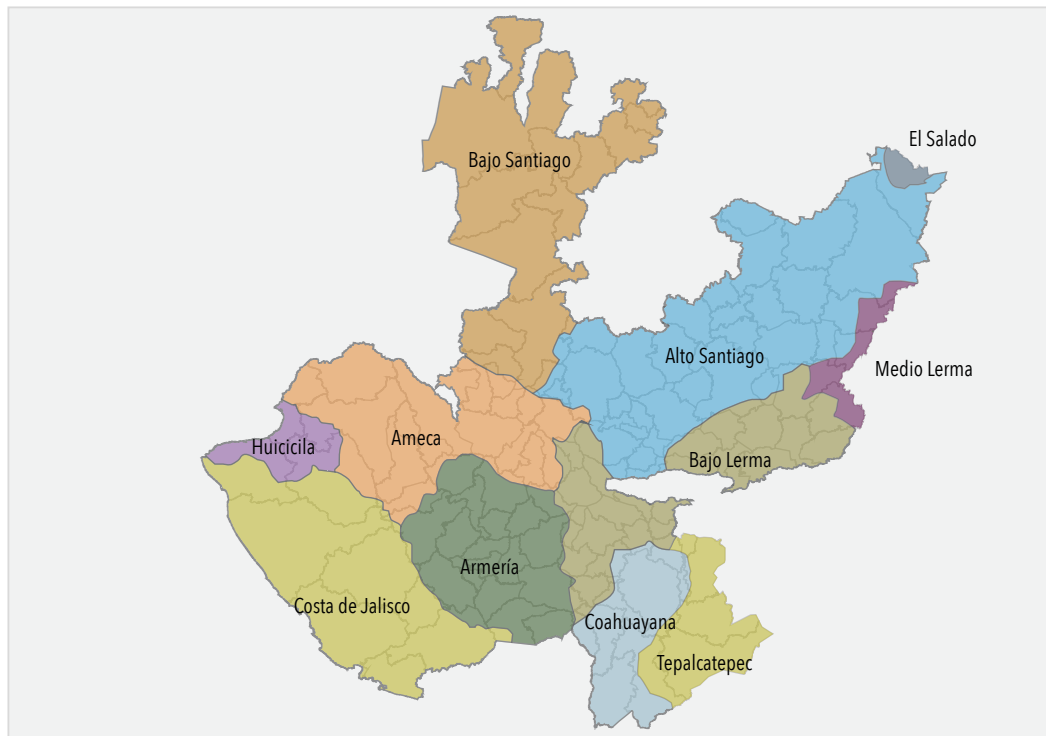 El Salado
Bajo Santiago
Alto Santiago
Medio Lerma
Ameca
Huicicila
Bajo Lerma
Armería
Costa de Jalisco
Coahuayana
Tepalcatepec